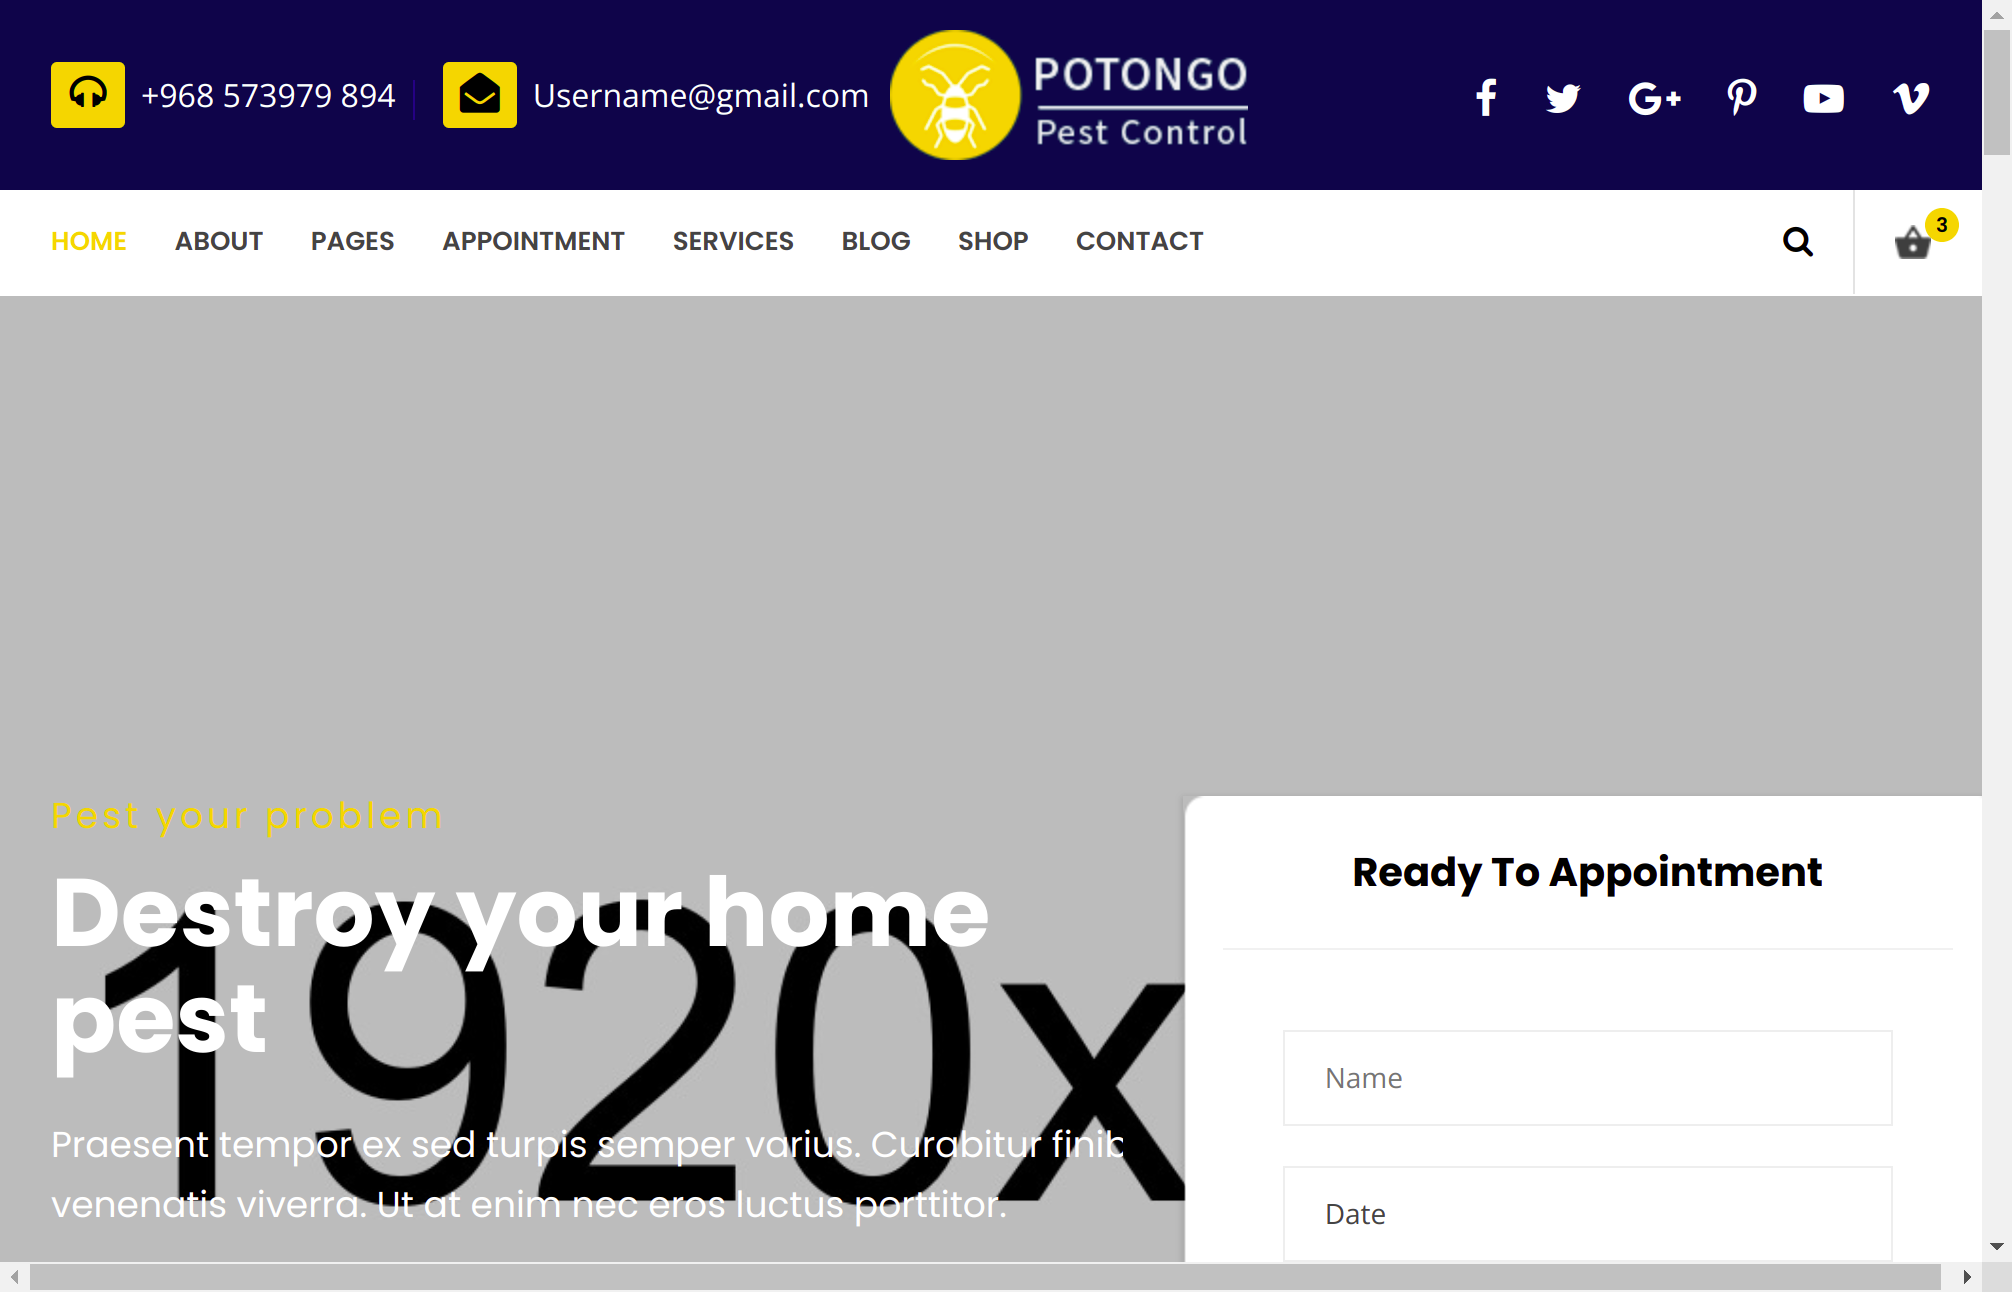 +968 573979 894
Username@gmail.com
POTONGO
Pest Control
HOME ABOUT PAGES APPOINTMENT SERVICES BLOG SHOP CONTACT
3
Pest your problem
Destroy your home
pest
1920x
Praesent tempor ex sed turpis semper varius. Curabitur finib
venenatis viverra. Ut at enim nec eros luctus porttitor.
Ready To Appointment
Name
Date